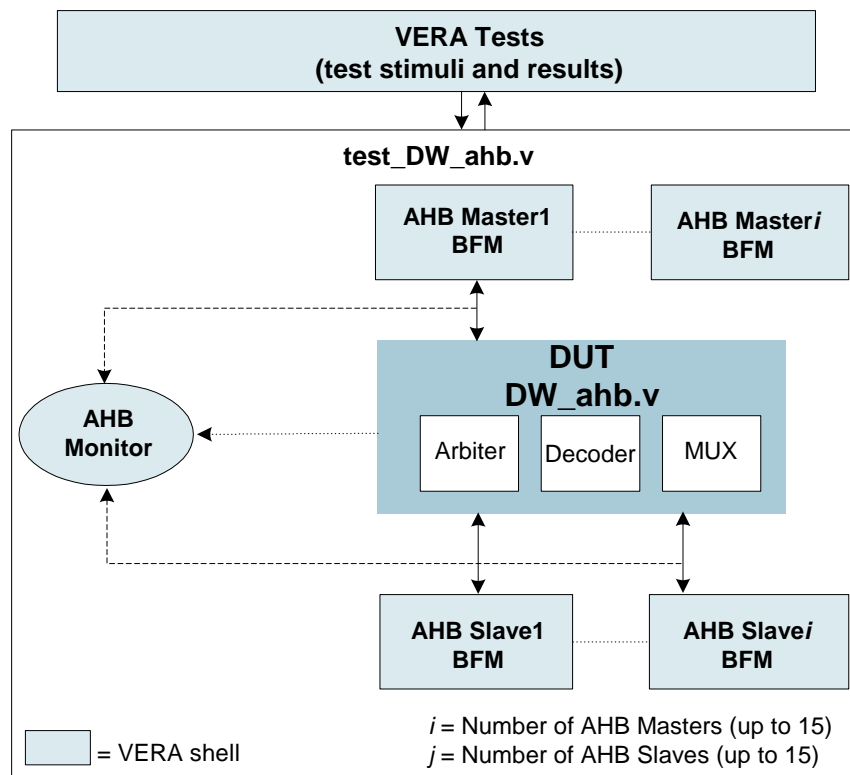 VERA Tests
(test stimuli and results)
test_DW_ahb.v
AHB Master1
BFM
AHB Masteri
BFM
DUT
DW_ahb.v
AHB
Monitor
Arbiter
Decoder
MUX
AHB Slave1
BFM
AHB Slavei
BFM
= VERA shell
i = Number of AHB Masters (up to 15)
j = Number of AHB Slaves (up to 15)